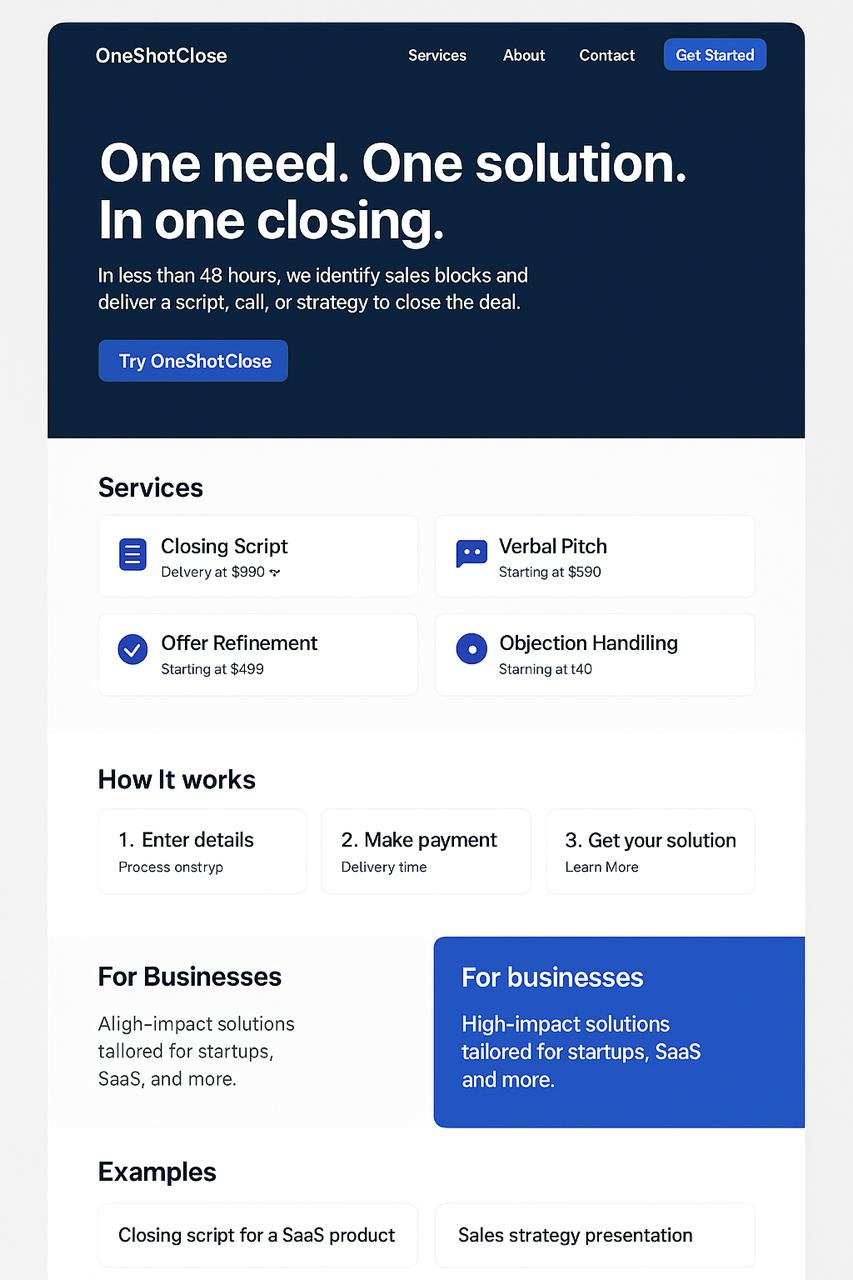 OneShotClose
Services About Contact Get Started
One need. One solution.
In one closing.
In less than 48 hours, we identify sales blocks and
deliver a script, call, or strategy to close the deal.
Try OneShotClose
Services
Closing Script
Delvery at $990
Verbal Pitch
Starting at $590
Offer Refinement
Starting at $499
Objection Handiling
Starning at t40
How It works
1. Enter details
Process onstryp
2. Make payment
Delivery time
3. Get your solution
Learn More
For Businesses
Aligh-impact solutions
tallored for startups,
SaaS, and more.
For businesses
High-impact solutions
tailored for startups, SaaS
and more.
Examples
Closing script for a SaaS product
Sales strategy presentation